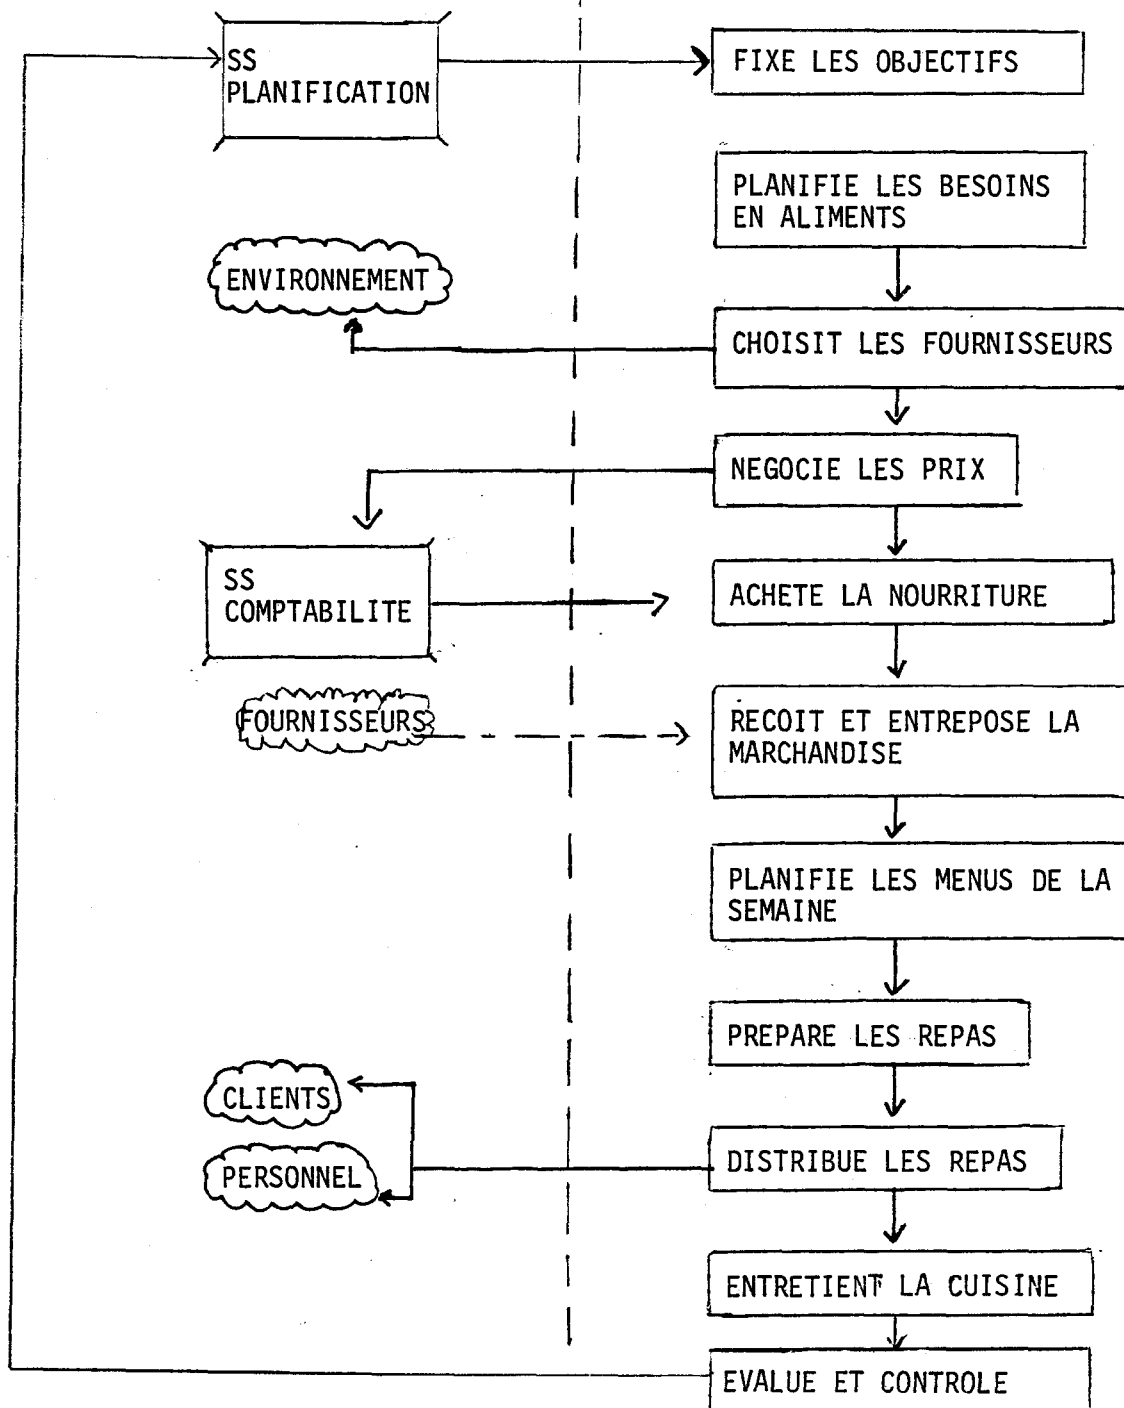 SS
PLANIFICATION
FIXE LES OBJECTIFS
PLANIFIE LES BESOINS
EN ALIMENTS
ENVIRONNEMENT
CHOISIT LES FOURNISSEURS
NEGOCIE LES PRIX
SS
COMPTABILITE
ACHETE LA NOURRITURE
FOURNISSEURS
RECOIT ET ENTREPOSE LA
MARCHANDISE
PLANIFIE LES MENUS DE LA
SEMAINE
PREPARE LES REPAS
CLIENTS
PERSONNEL
DISTRIBUE LES REPAS
ENTRETIENT LA CUISINE
EVALUE ET CONTROLE